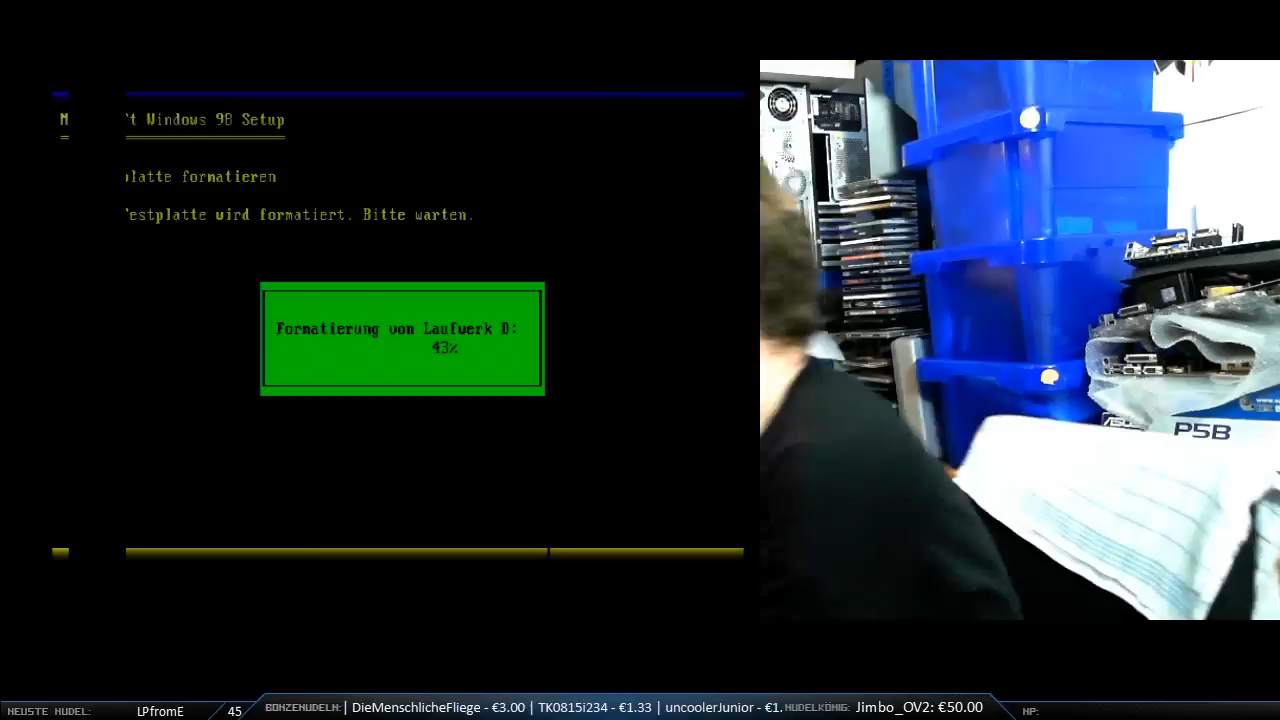 M 't Windows 98 Setup
platte formatieren
estplatte wird formatiert. Bitte warten.
Formatierung von Laufwerk D:
43%
P5B
NEUSTE NUDEL: LPfromE 45
BONZENUDELN: | DieMenschlicheFliege - €3.00 | TK0815i234 - €1.33 | uncoolerJunior - €1.
NUDELKÖNIG: Jimbo_OV2: €50.00
HP: